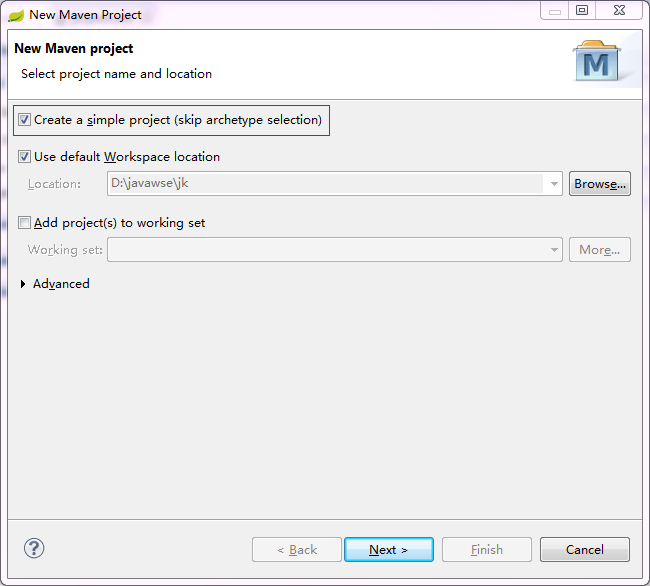 New Maven Project
New Maven project
Select project name and location
M
Create a simple project (skip archetype selection)
Use default Workspace location
Location: D:\javawse\jk Browse...
Add project(s) to working set
Working set: More...
Advanced
? < Back Next > Finish Cancel